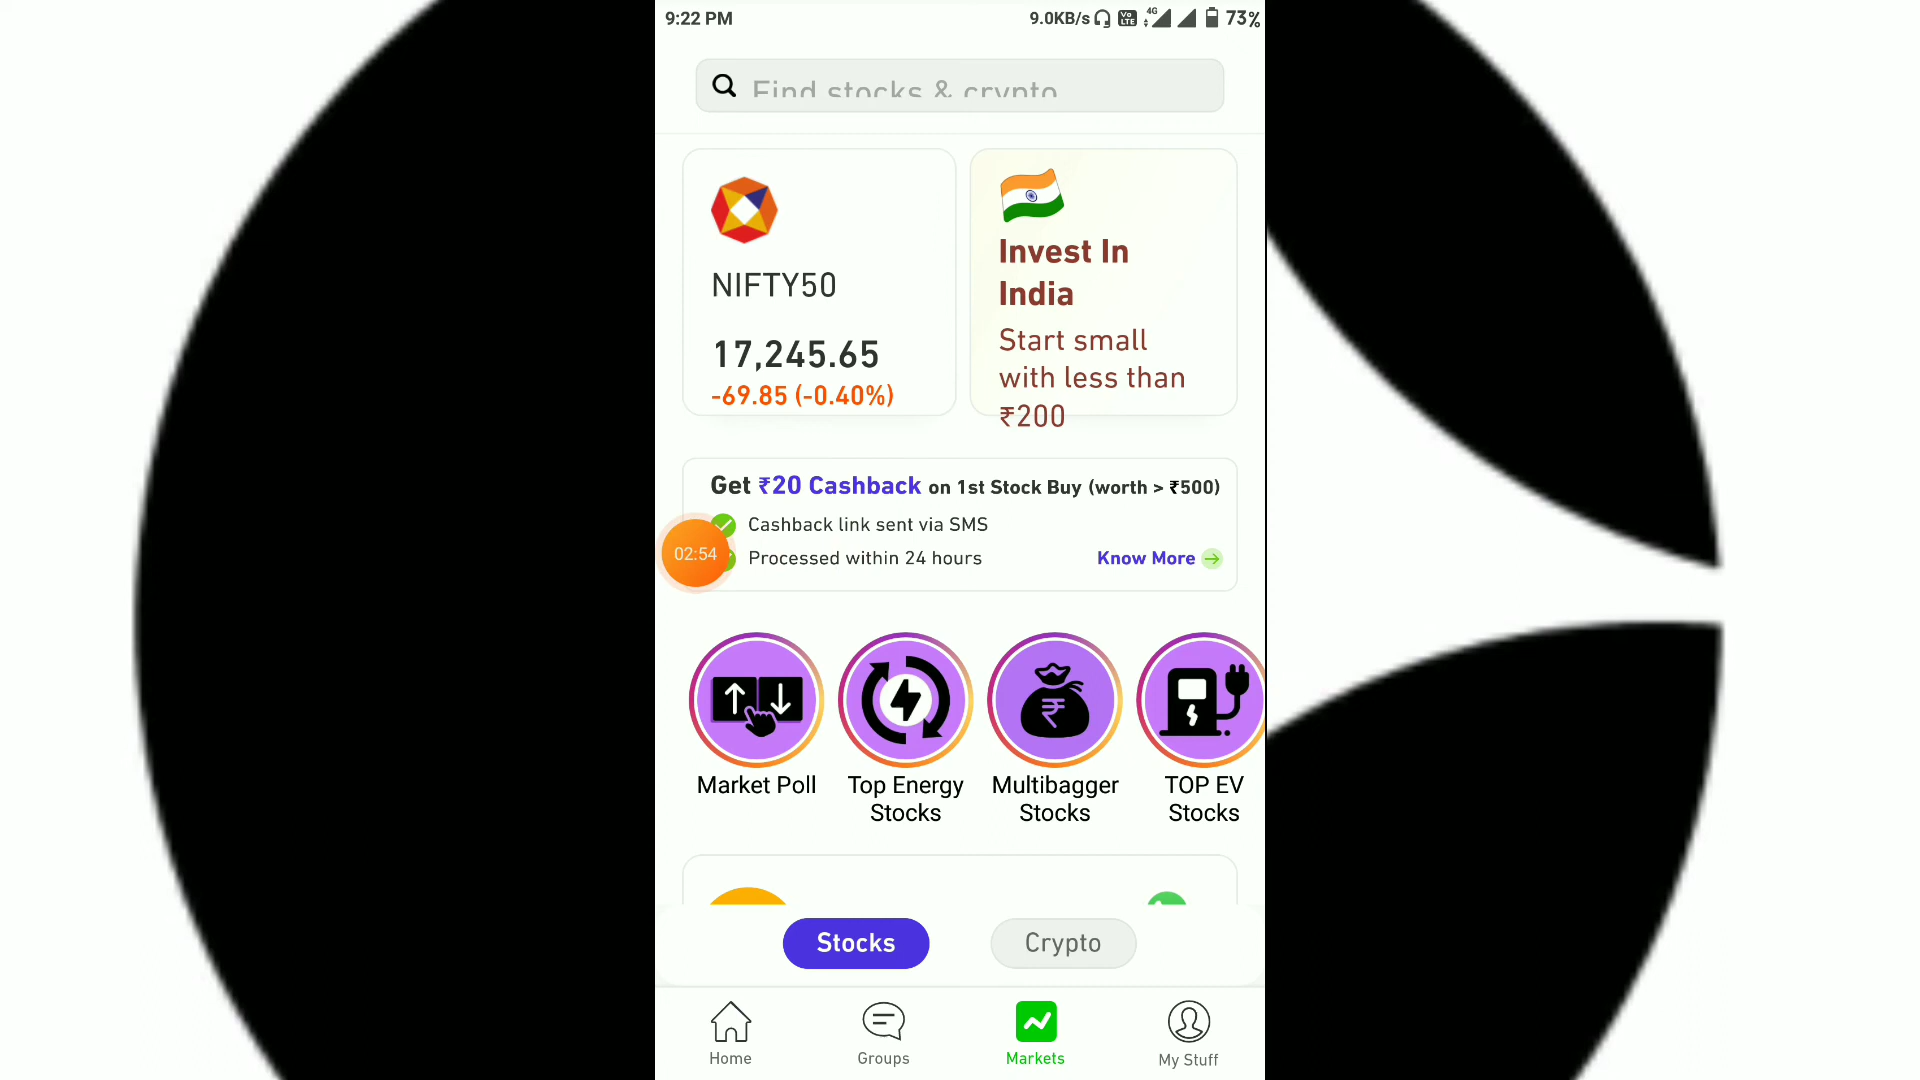 9:22 PM
9.0KB/s
Vo LTE
4G
73%
Find stocks & crypto
NIFTY50
17,245.65
-69.85 (-0.40%)
Invest In
India
Start small
with less than
₹200
Get ₹20 Cashback on 1st Stock Buy (worth > ₹500)
Cashback link sent via SMS
02:54
Processed within 24 hours
Know More
Market Poll
Top Energy
Stocks
Multibagger
Stocks
TOP EV
Stocks
Stocks
Crypto
Home
Groups
Markets
My Stuff